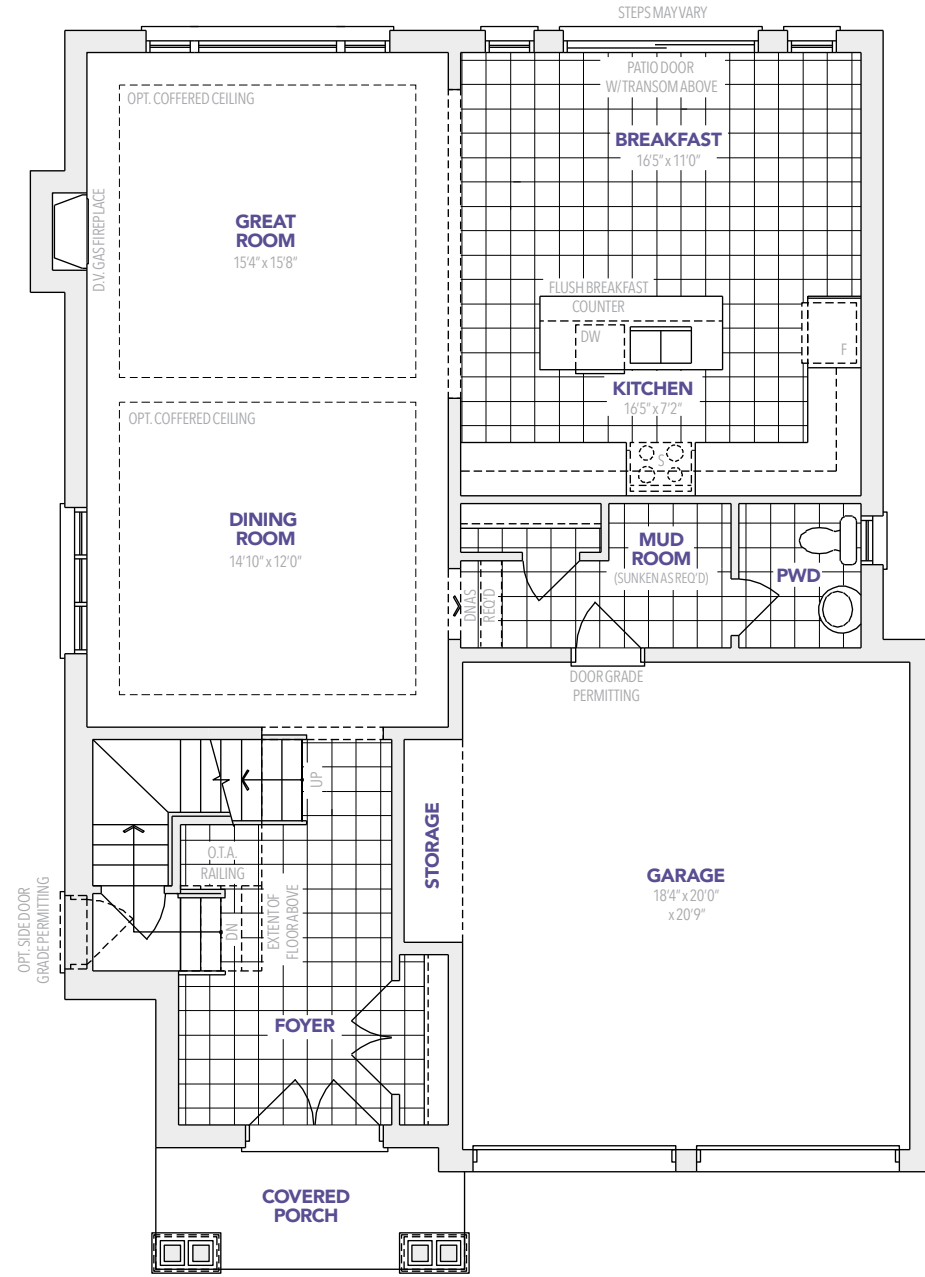 STEPS MAY VARY
PATIO DOOR
W/TRANSOM ABOVE
OPT. COFFERED CEILING
BREAKFAST
16'5" x 11'0"
D.V. GAS FIREPLACE
GREAT
ROOM
15'4" x 15'8"
FLUSH BREAKFAST
COUNTER
DW
F
KITCHEN
16'5" x 7'2"
OPT. COFFERED CEILING
S
DINING
ROOM
14'10" x 12'0"
MUD
ROOM
(SUNKEN AS REQ'D)
PWD
DN AS
REQ'D
DOOR GRADE
PERMITTING
UP
STORAGE
O.T.A.
RAILING
GARAGE
18'4" x 20'0"
x 20'9"
OPT. SIDE DOOR
GRADE PERMITTING
DN
EXTENT OF
FLOOR ABOVE
FOYER
COVERED
PORCH